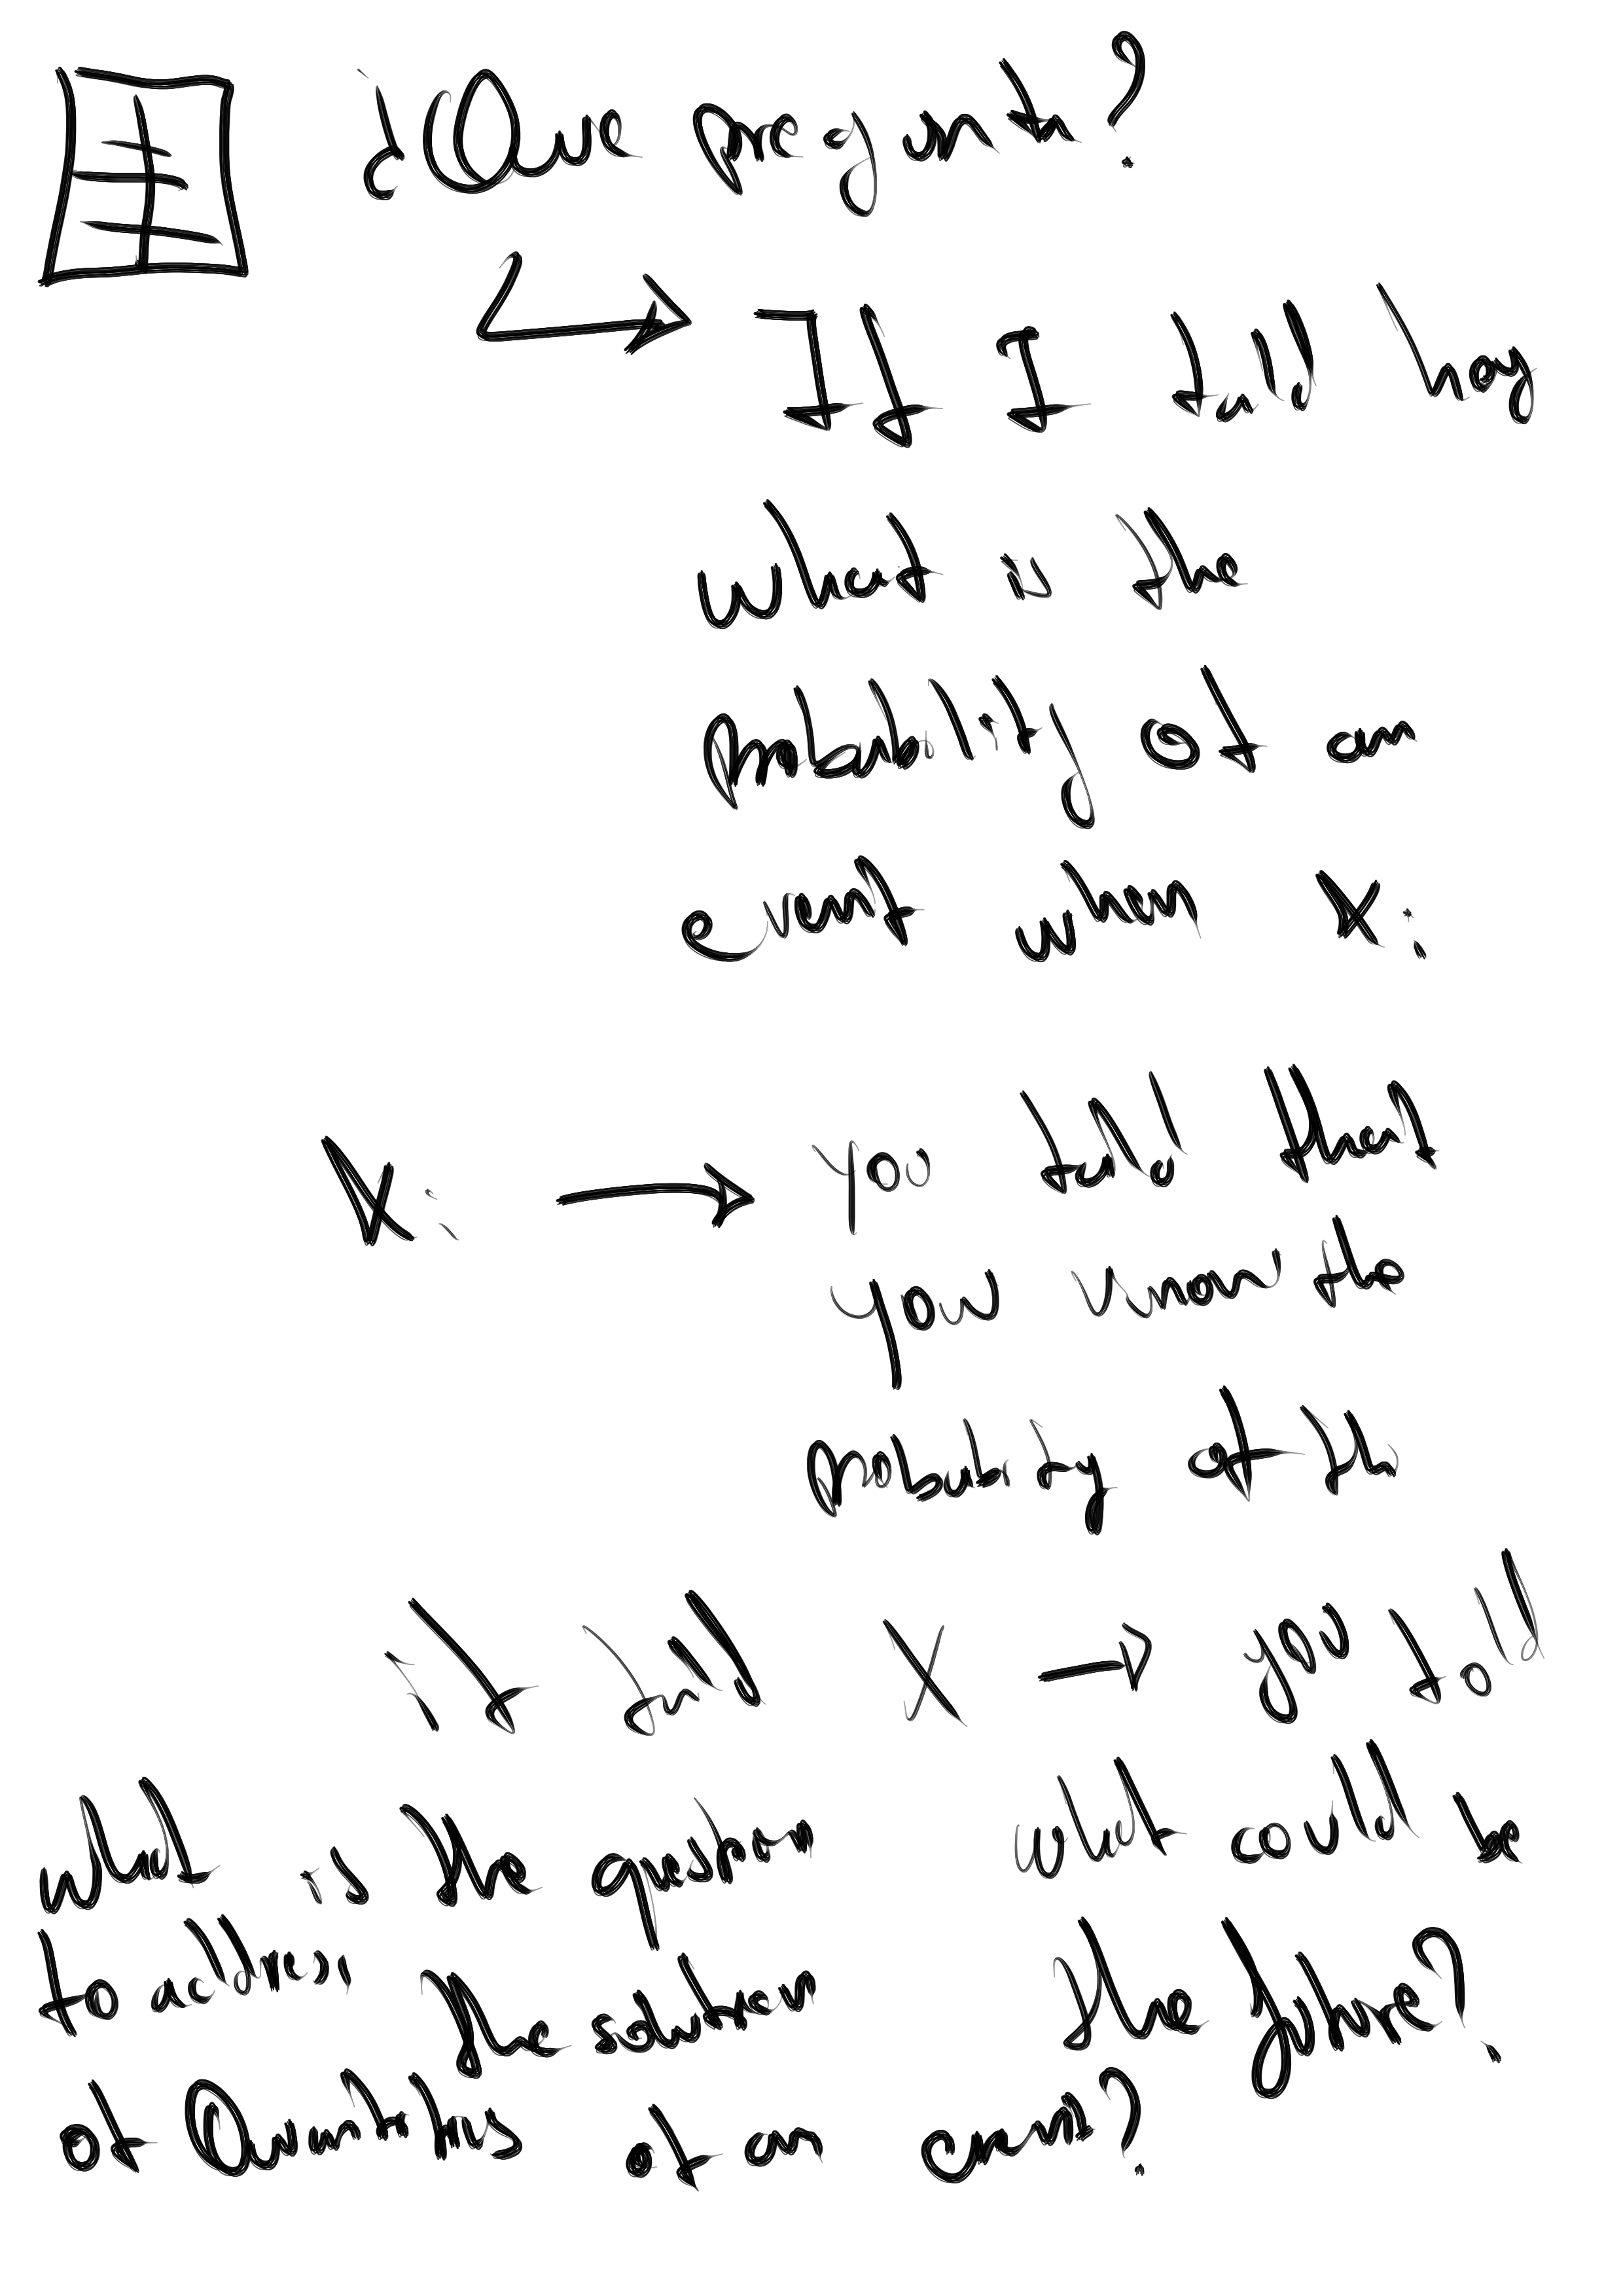 ¿Que pregunta?
If I told hoy
What is the
probability of an
event when X:
X: → you told that
you know the
probability of th
if told X → you told
what is the question what could be
to address the solution the future?
of Quantities of an event?